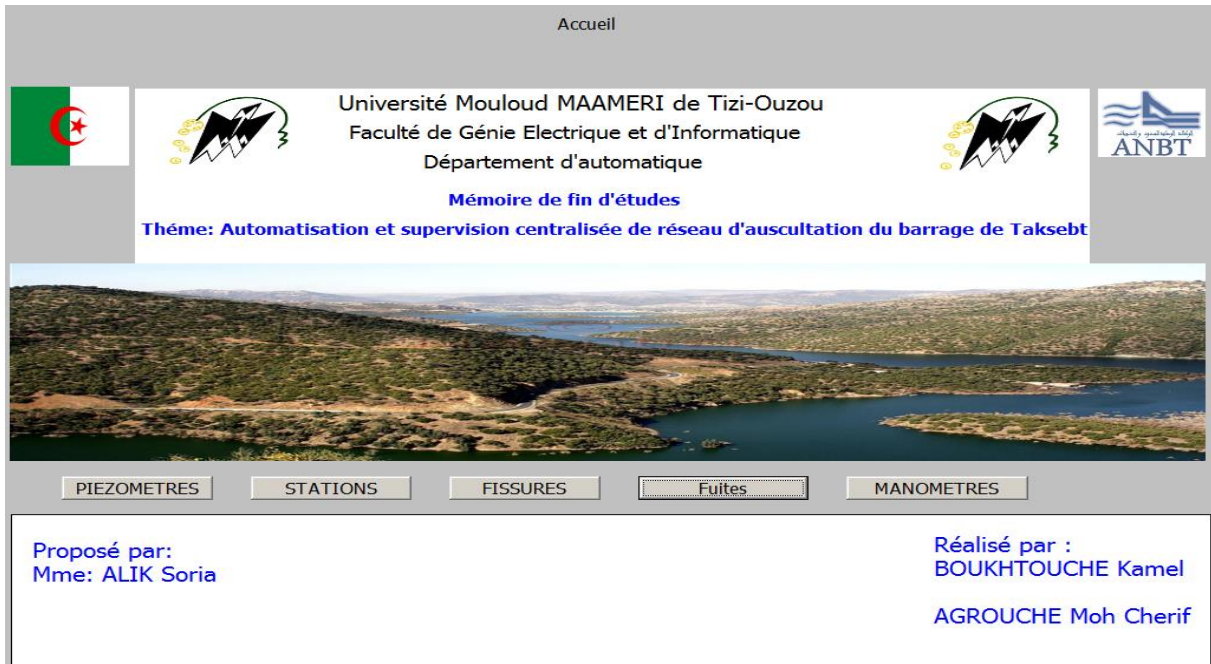 Accueil
Université Mouloud MAAMERI de Tizi-Ouzou
Faculté de Génie Electrique et d'Informatique
Département d'automatique
Mémoire de fin d'études
Théme: Automatisation et supervision centralisée de réseau d'auscultation du barrage de Taksebt
ANBT
PIEZOMETRES
STATIONS
FISSURES
Fuites
MANOMETRES
Proposé par:
Mme: ALIK Soria
Réalisé par :
BOUKHTOUCHE Kamel
AGROUCHE Moh Cherif